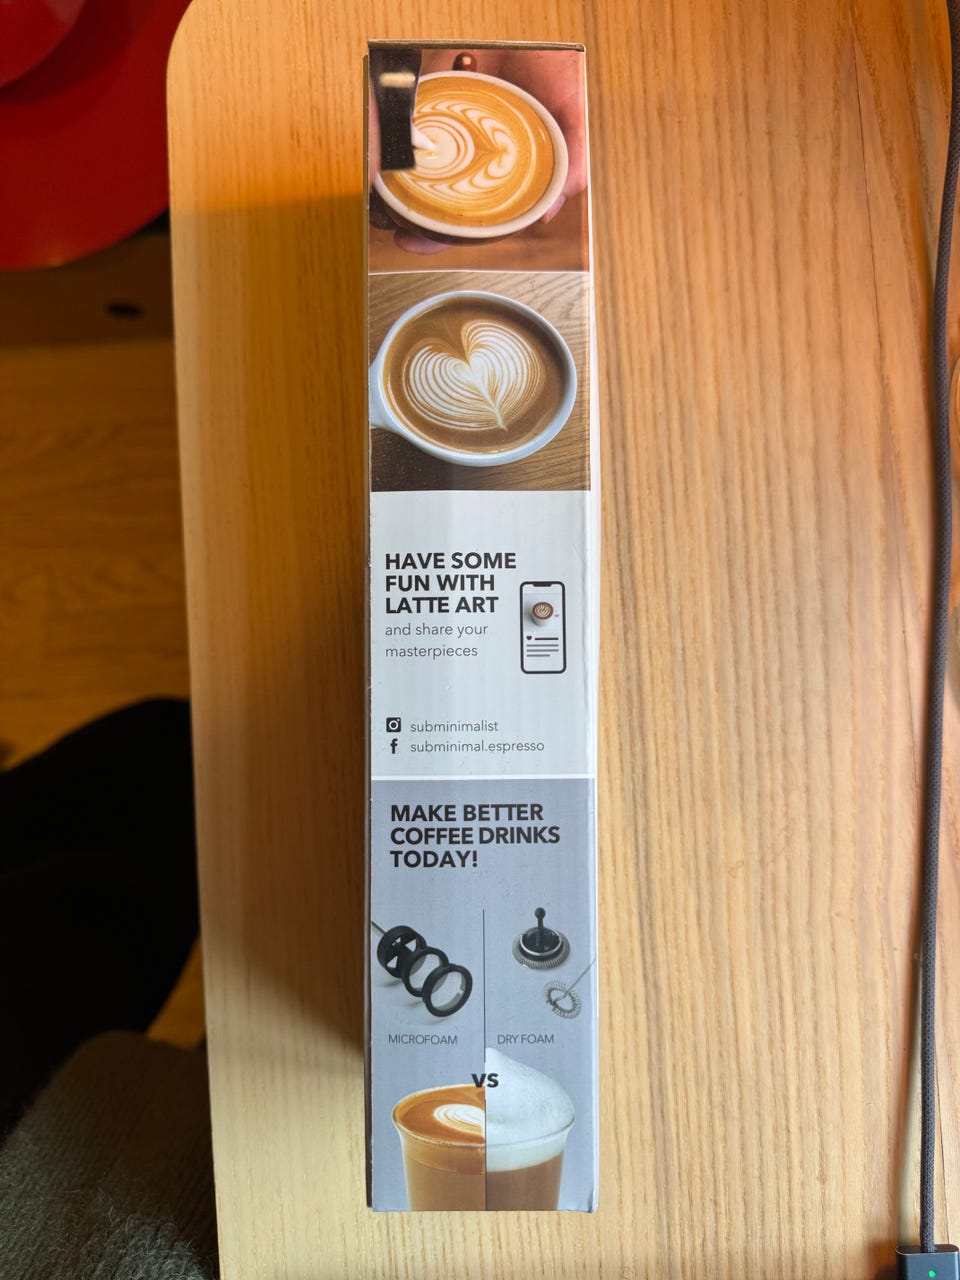 HAVE SOME
FUN WITH
LATTE ART
and share your
masterpieces
subminimalist
subminimal.espresso
MAKE BETTER
COFFEE DRINKS
TODAY!
MICROFOAM
DRY FOAM
VS